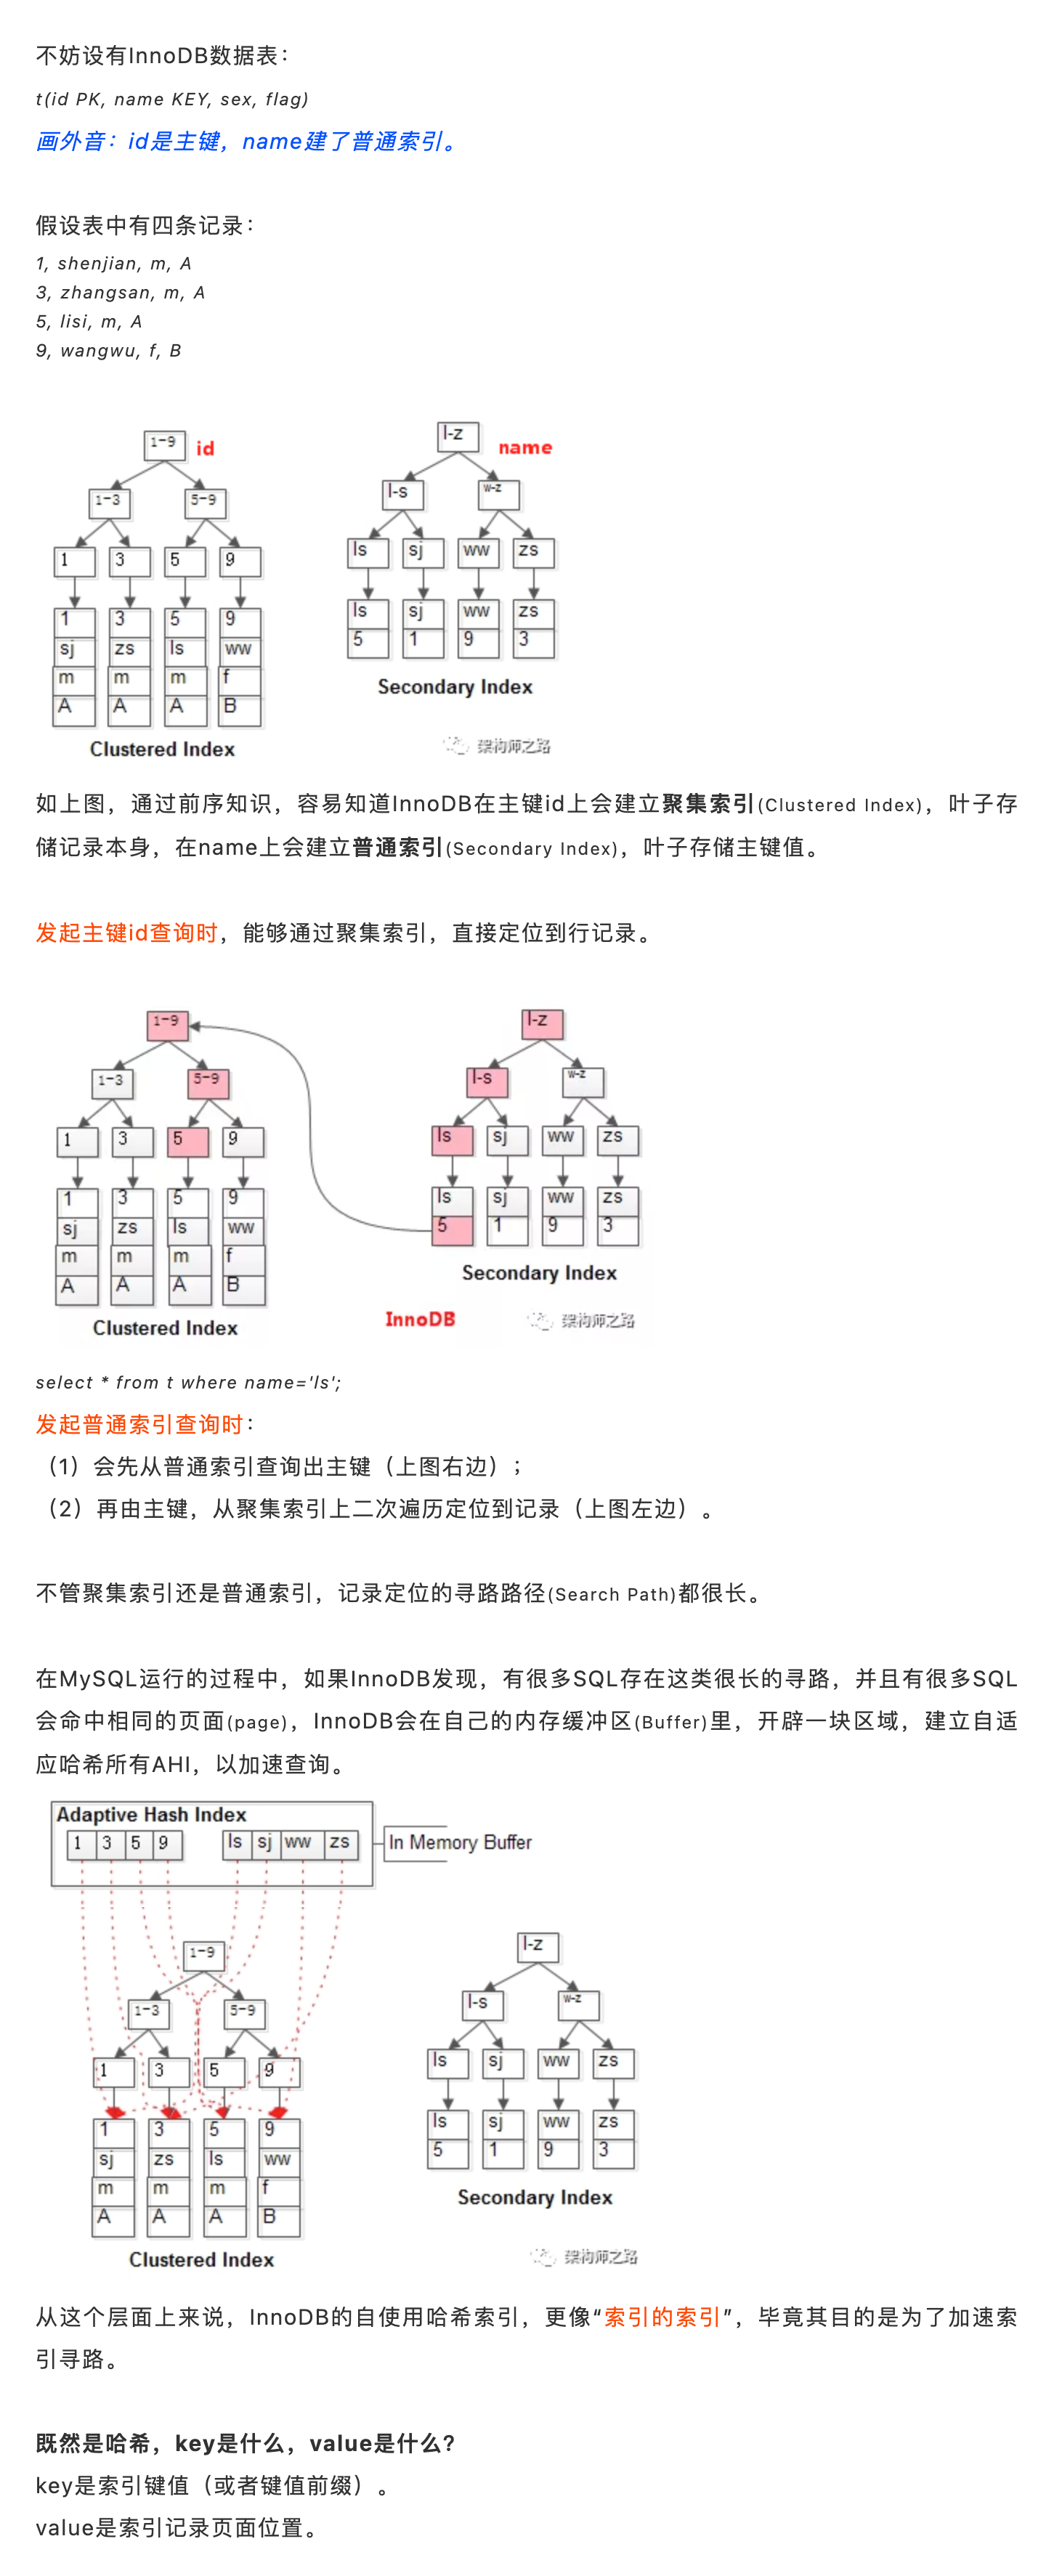 不妨设有InnoDB数据表：
t(id PK, name KEY, sex, flag)
画外音：id是主键，name建了普通索引。
假设表中有四条记录：
1, shenjian, m, A
3, zhangsan, m, A
5, lisi, m, A
9, wangwu, f, B
1-9 id
1-3 5-9
1 3 5 9
1 3 5 9
sj zs ls ww
m m m f
A A A B
Clustered Index
l-z name
l-s w-z
ls sj ww zs
ls sj ww zs
5 1 9 3
Secondary Index
架构师之路
如上图，通过前序知识，容易知道InnoDB在主键id上会建立聚集索引(Clustered Index)，叶子存
储记录本身，在name上会建立普通索引(Secondary Index)，叶子存储主键值。
发起主键id查询时，能够通过聚集索引，直接定位到行记录。
1-9
1-3 5-9
1 3 5 9
1 3 5 9
sj zs ls ww
m m m f
A A A B
Clustered Index
l-z
l-s w-z
ls sj ww zs
ls sj ww zs
5 1 9 3
Secondary Index
InnoDB
架构师之路
select * from t where name='ls';
发起普通索引查询时：
（1）会先从普通索引查询出主键（上图右边）；
（2）再由主键，从聚集索引上二次遍历定位到记录（上图左边）。
不管聚集索引还是普通索引，记录定位的寻路路径(Search Path)都很长。
在MySQL运行的过程中，如果InnoDB发现，有很多SQL存在这类很长的寻路，并且有很多SQL
会命中相同的页面(page)，InnoDB会在自己的内存缓冲区(Buffer)里，开辟一块区域，建立自适
应哈希所有AHI，以加速查询。
Adaptive Hash Index
1 3 5 9 ls sj ww zs
In Memory Buffer
1-9
1-3 5-9
1 3 5 9
1 3 5 9
sj zs ls ww
m m m f
A A A B
Clustered Index
l-z
l-s w-z
ls sj ww zs
ls sj ww zs
5 1 9 3
Secondary Index
架构师之路
从这个层面上来说，InnoDB的自使用哈希索引，更像“索引的索引”，毕竟其目的是为了加速索
引寻路。
既然是哈希，key是什么，value是什么？
key是索引键值（或者键值前缀）。
value是索引记录页面位置。